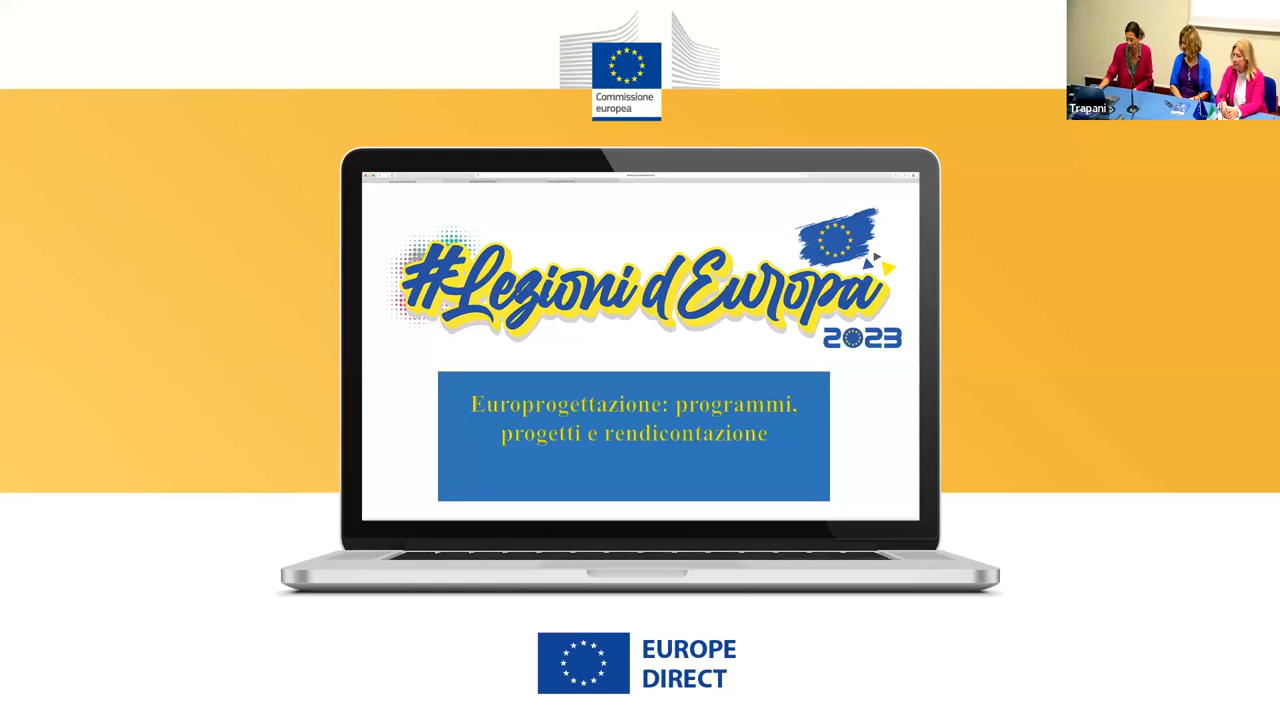 Commissione
europea
Trapani
#Lezioni d'Europa
2023
Europrogettazione: programmi,
progetti e rendicontazione
EUROPE
DIRECT